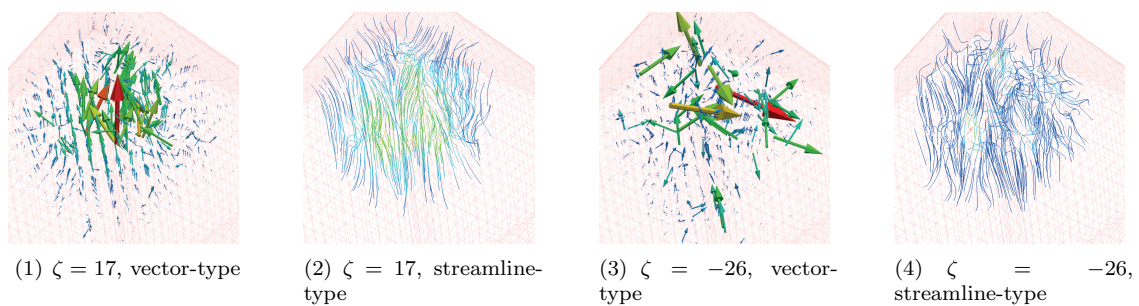 (1) ζ = 17, vector-type
(2) ζ = 17, streamline-
type
(3) ζ = −26, vector-
type
(4) ζ = −26,
streamline-type